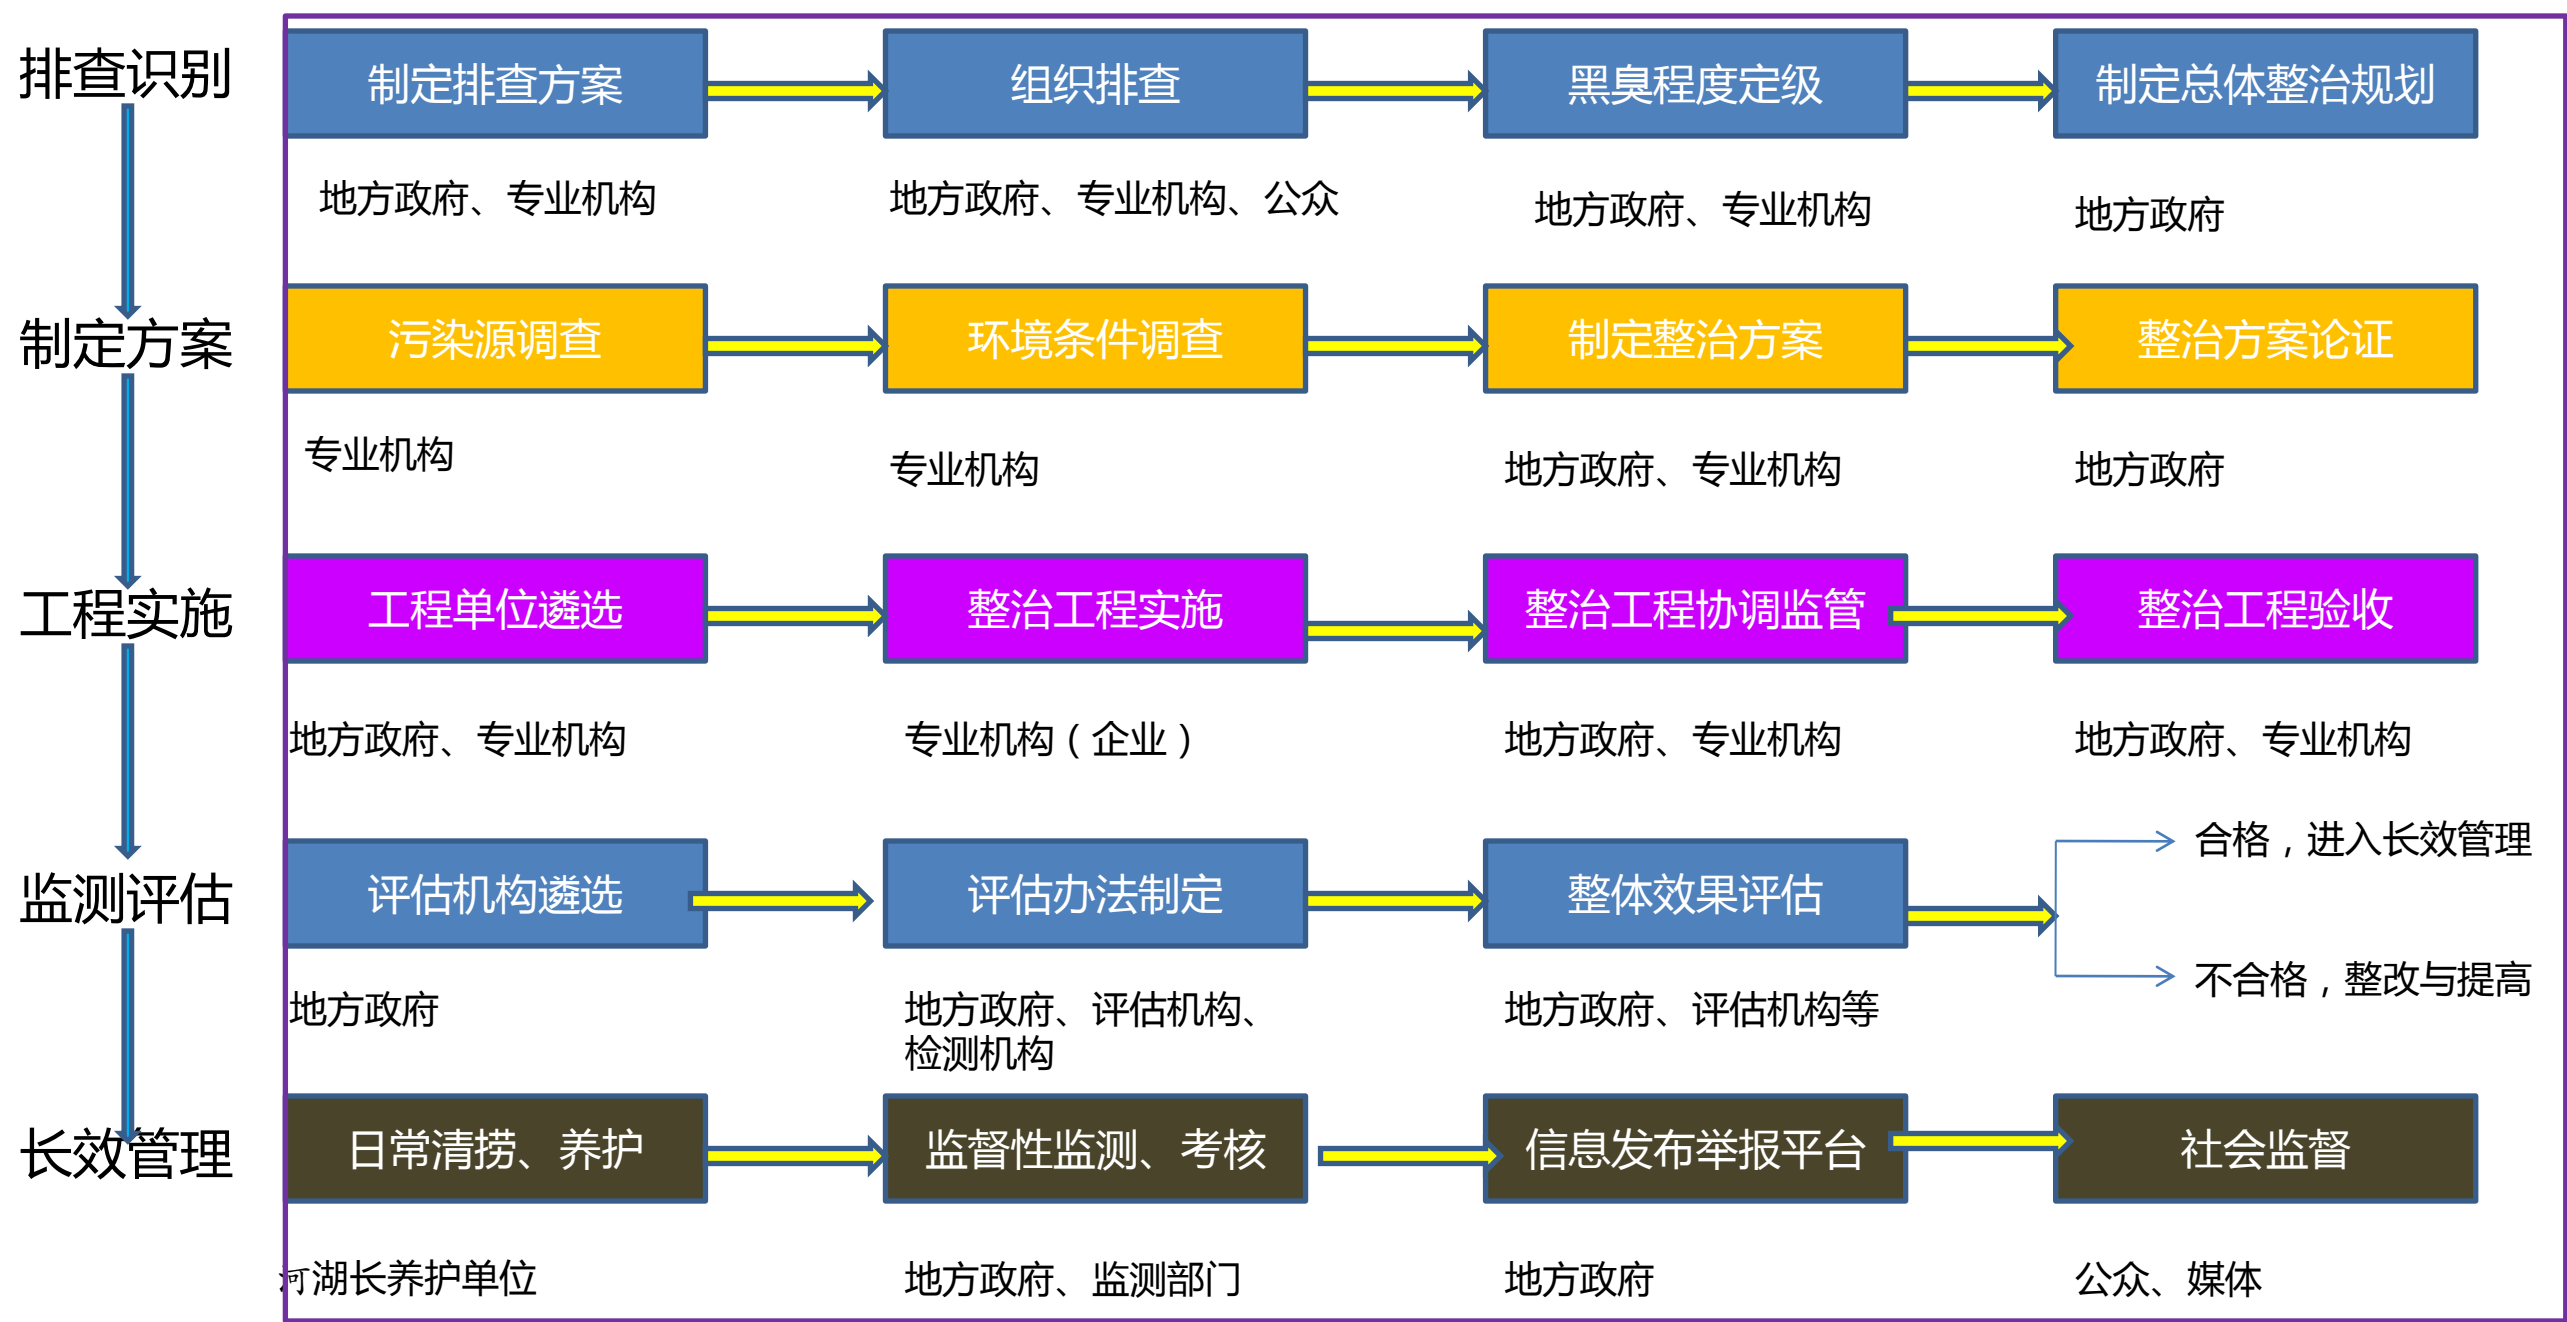 排查识别
制定排查方案
组织排查
黑臭程度定级
制定总体整治规划
地方政府、专业机构
地方政府、专业机构、公众
地方政府、专业机构
地方政府
制定方案
污染源调查
环境条件调查
制定整治方案
整治方案论证
专业机构
专业机构
地方政府、专业机构
地方政府
工程实施
工程单位遴选
整治工程实施
整治工程协调监管
整治工程验收
地方政府、专业机构
专业机构（企业）
地方政府、专业机构
地方政府、专业机构
监测评估
评估机构遴选
评估办法制定
整体效果评估
合格，进入长效管理
不合格，整改与提高
地方政府
地方政府、评估机构、
检测机构
地方政府、评估机构等
长效管理
日常清捞、养护
监督性监测、考核
信息发布举报平台
社会监督
河湖长养护单位
地方政府、监测部门
地方政府
公众、媒体